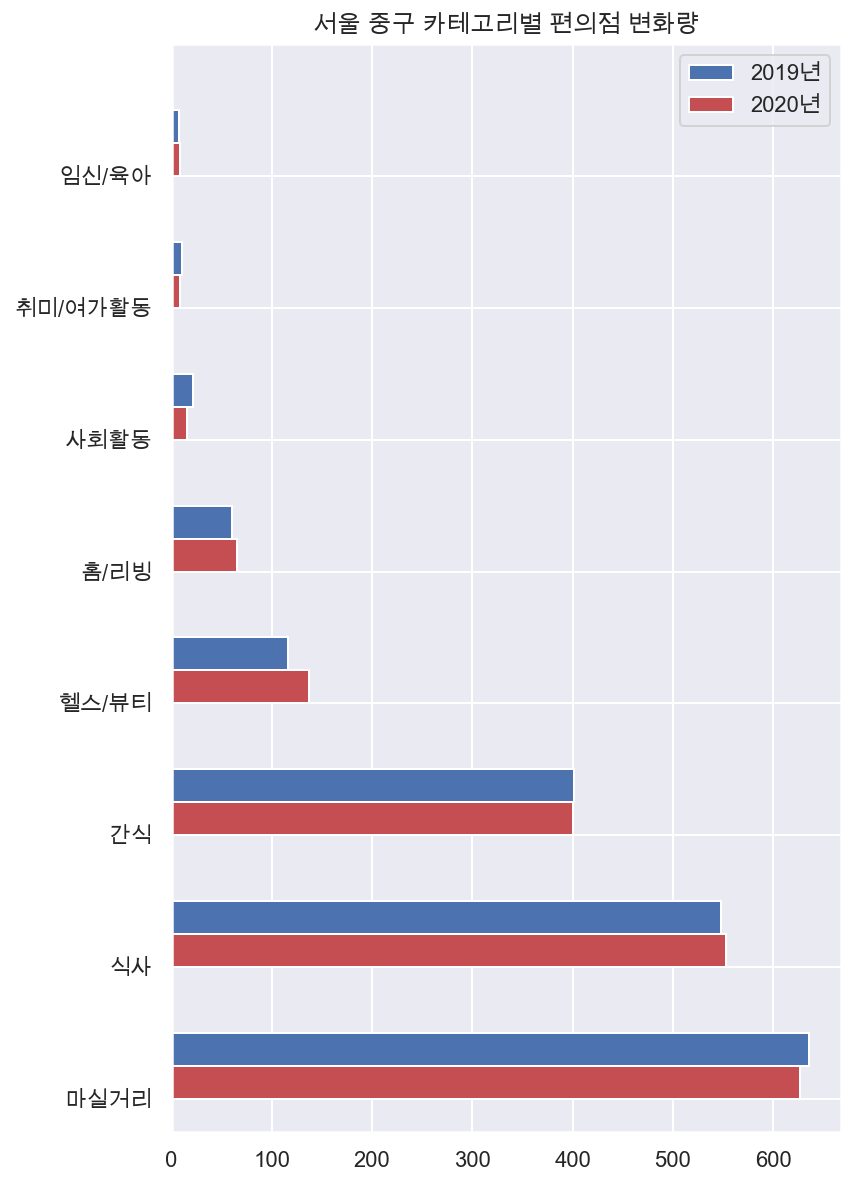 서울 중구 카테고리별 편의점 변화량
2019년
2020년
임신/육아
취미/여가활동
사회활동
홈/리빙
헬스/뷰티
간식
식사
마실거리
0 100 200 300 400 500 600